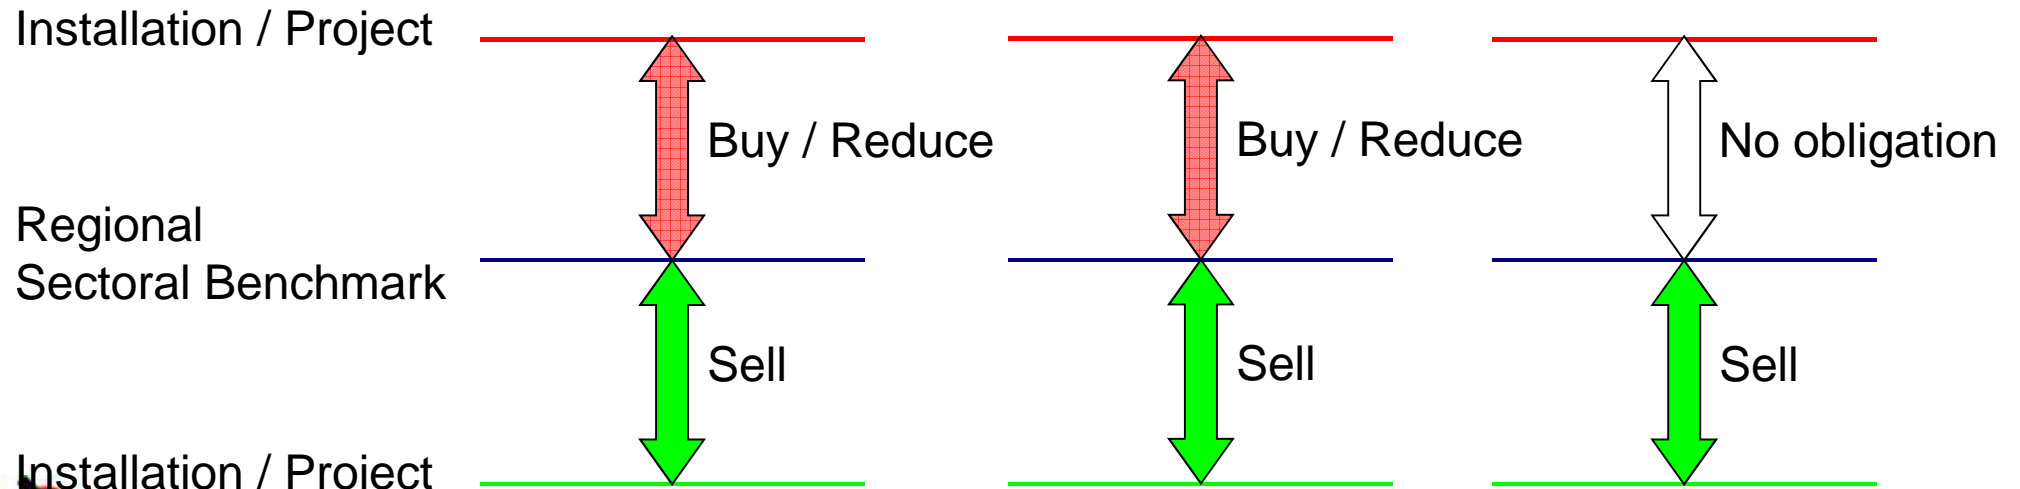 Installation / Project
Buy / Reduce
Buy / Reduce
No obligation
Regional
Sectoral Benchmark
Sell
Sell
Sell
Installation / Project